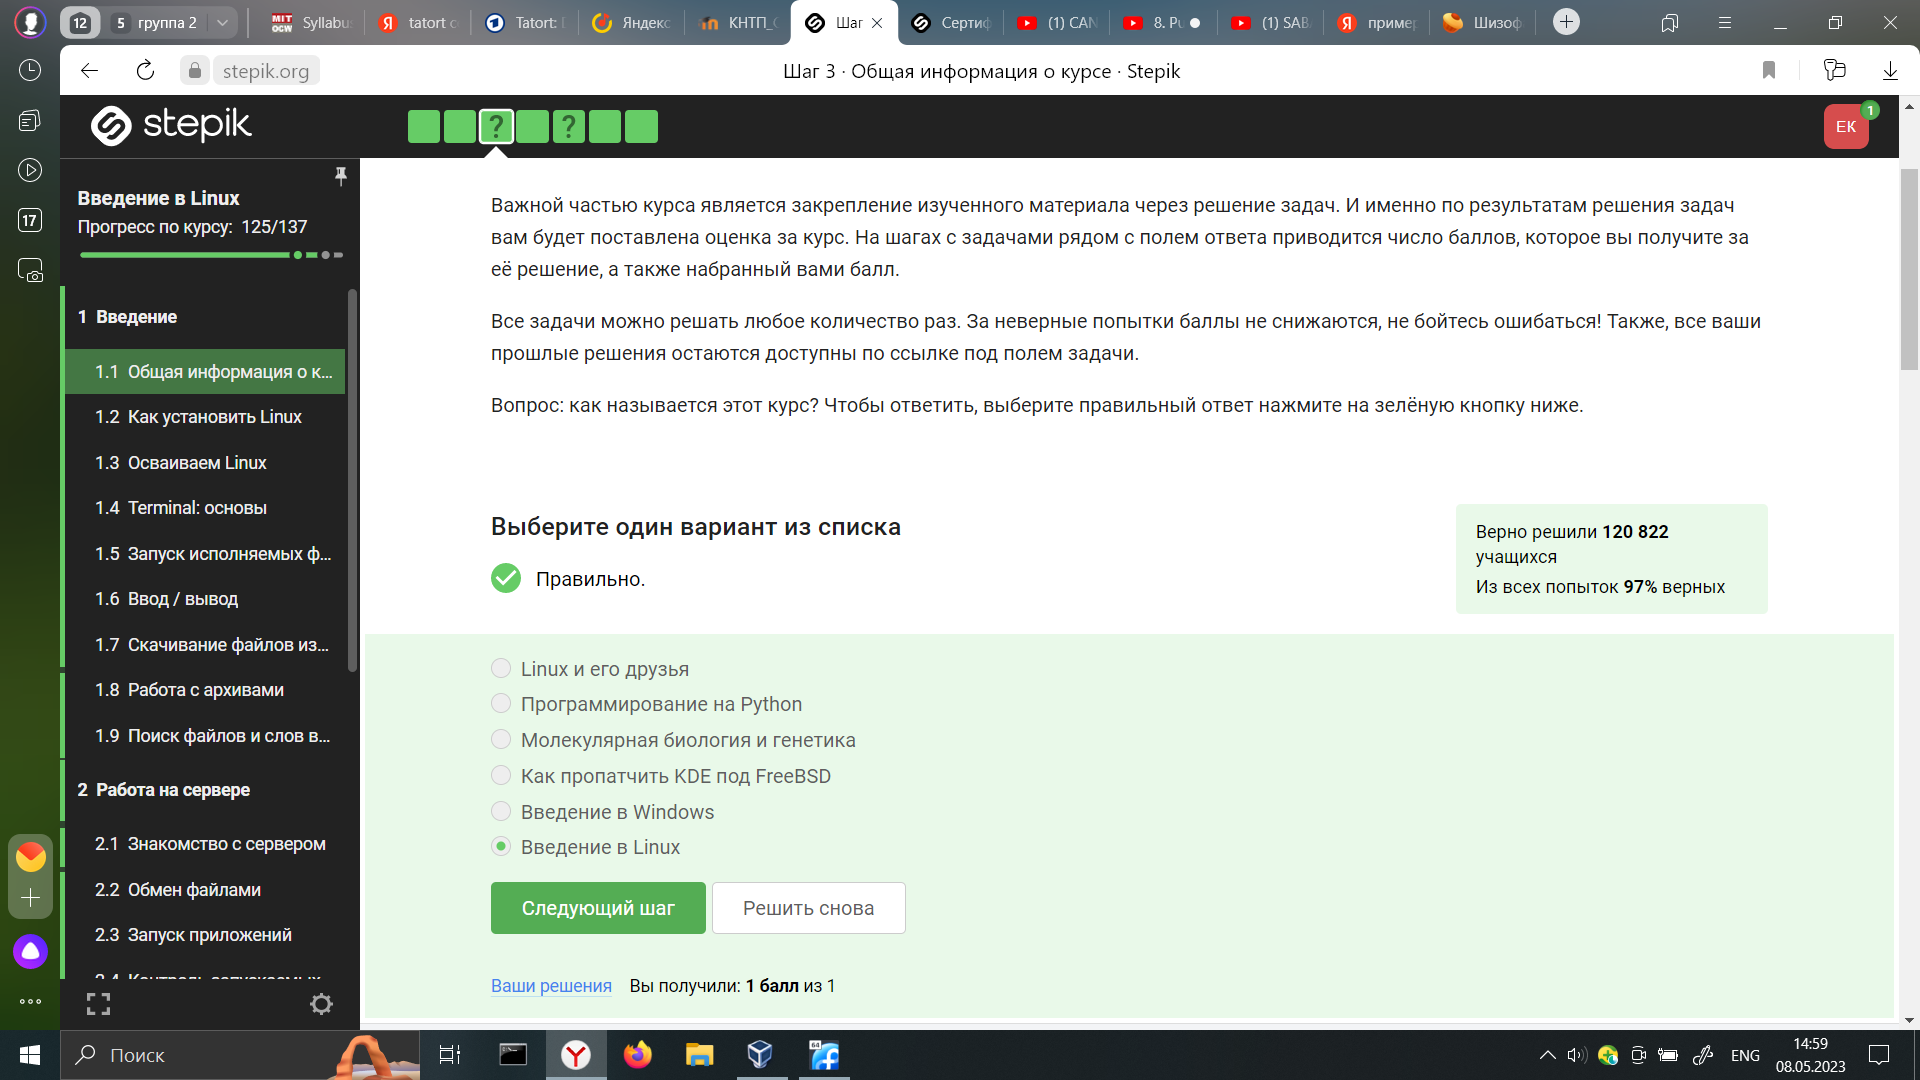 12
5 группа 2
MIT OCW Syllabu
tatort
Tatort:
Яндекс
КНТП_
Шаг
Сертиф
(1) CAN
8. Pu
(1) SAB
пример
Шизоф
stepik.org
Шаг 3 · Общая информация о курсе · Stepik
17
stepik
? ?
ЕК
1
Введение в Linux
Прогресс по курсу: 125/137
1 Введение
1.1 Общая информация о к...
1.2 Как установить Linux
1.3 Осваиваем Linux
1.4 Terminal: основы
1.5 Запуск исполняемых ф...
1.6 Ввод / вывод
1.7 Скачивание файлов из...
1.8 Работа с архивами
1.9 Поиск файлов и слов в...
2 Работа на сервере
2.1 Знакомство с сервером
2.2 Обмен файлами
2.3 Запуск приложений
2.4 Контроль запускаемых
Важной частью курса является закрепление изученного материала через решение задач. И именно по результатам решения задач
вам будет поставлена оценка за курс. На шагах с задачами рядом с полем ответа приводится число баллов, которое вы получите за
её решение, а также набранный вами балл.
Все задачи можно решать любое количество раз. За неверные попытки баллы не снижаются, не бойтесь ошибаться! Также, все ваши
прошлые решения остаются доступны по ссылке под полем задачи.
Вопрос: как называется этот курс? Чтобы ответить, выберите правильный ответ нажмите на зелёную кнопку ниже.
Выберите один вариант из списка
Правильно.
Верно решили 120 822
учащихся
Из всех попыток 97% верных
Linux и его друзья
Программирование на Python
Молекулярная биология и генетика
Как пропатчить KDE под FreeBSD
Введение в Windows
Введение в Linux
Следующий шаг
Решить снова
Ваши решения Вы получили: 1 балл из 1
Поиск
64
ENG
14:59
08.05.2023